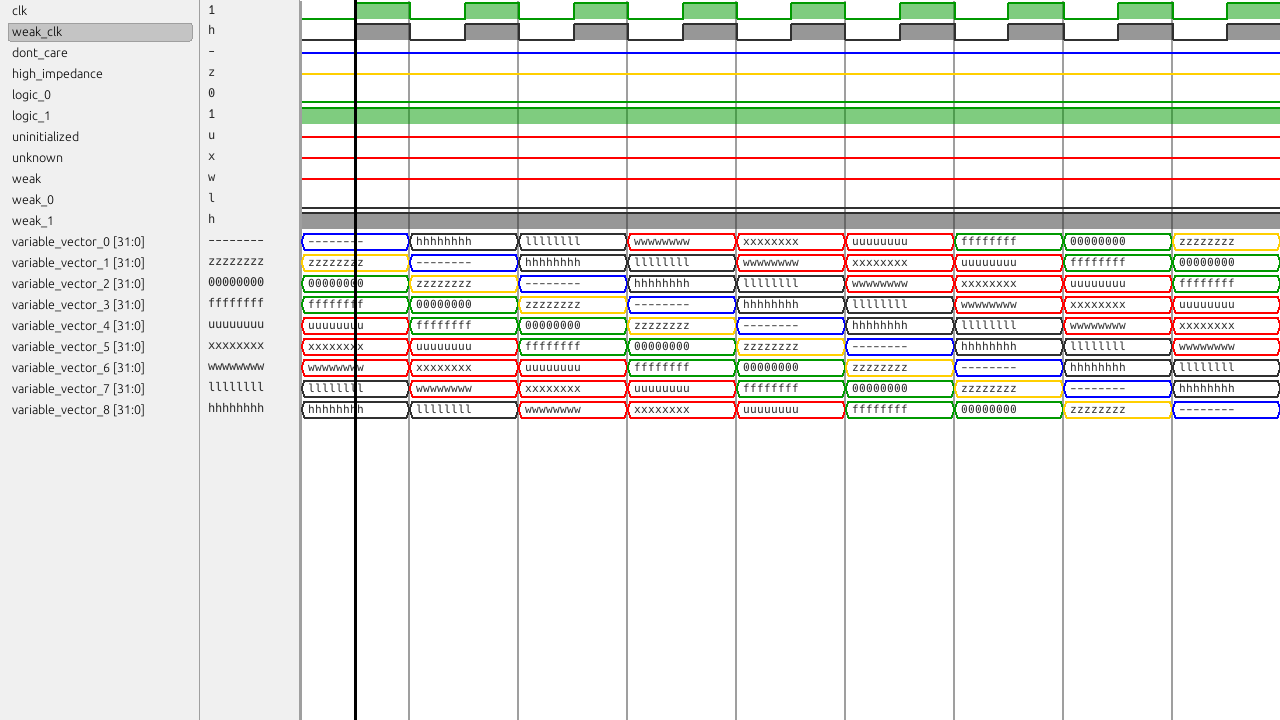 clk 1
weak_clk h
dont_care -
high_impedance z
logic_0 0
logic_1 1
uninitialized u
unknown x
weak w
weak_0 l
weak_1 h
variable_vector_0 [31:0] -------- -------- hhhhhhhh llllllll wwwwwwww xxxxxxxx uuuuuuuu ffffffff 00000000 zzzzzzzz
variable_vector_1 [31:0] zzzzzzzz zzzzzzzz -------- hhhhhhhh llllllll wwwwwwww xxxxxxxx uuuuuuuu ffffffff 00000000
variable_vector_2 [31:0] 00000000 00000000 zzzzzzzz -------- hhhhhhhh llllllll wwwwwwww xxxxxxxx uuuuuuuu ffffffff
variable_vector_3 [31:0] ffffffff ffffffff 00000000 zzzzzzzz -------- hhhhhhhh llllllll wwwwwwww xxxxxxxx uuuuuuuu
variable_vector_4 [31:0] uuuuuuuu uuuuuuuu ffffffff 00000000 zzzzzzzz -------- hhhhhhhh llllllll wwwwwwww xxxxxxxx
variable_vector_5 [31:0] xxxxxxxx xxxxxxxx uuuuuuuu ffffffff 00000000 zzzzzzzz -------- hhhhhhhh llllllll wwwwwwww
variable_vector_6 [31:0] wwwwwwww wwwwwwww xxxxxxxx uuuuuuuu ffffffff 00000000 zzzzzzzz -------- hhhhhhhh llllllll
variable_vector_7 [31:0] llllllll llllllll wwwwwwww xxxxxxxx uuuuuuuu ffffffff 00000000 zzzzzzzz -------- hhhhhhhh
variable_vector_8 [31:0] hhhhhhhh hhhhhhhh llllllll wwwwwwww xxxxxxxx uuuuuuuu ffffffff 00000000 zzzzzzzz --------